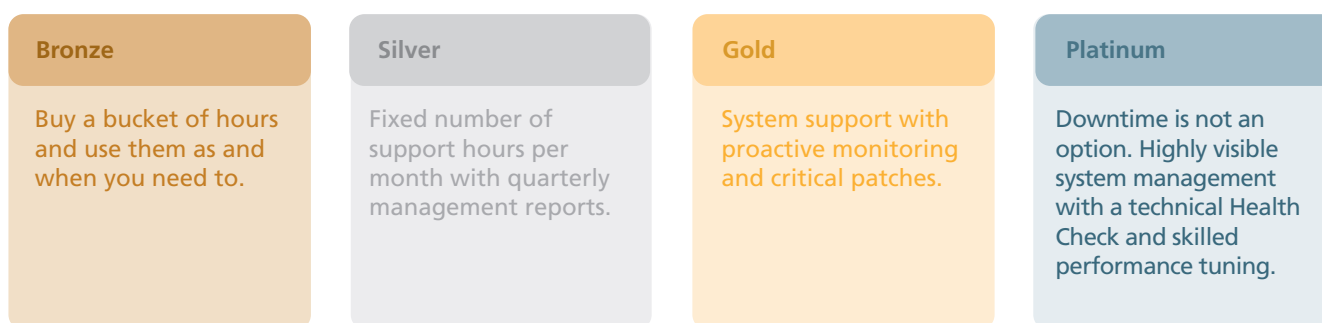 Bronze
Buy a bucket of hours
and use them as and
when you need to.
Silver
Fixed number of
support hours per
month with quarterly
management reports.
Gold
System support with
proactive monitoring
and critical patches.
Platinum
Downtime is not an
option. Highly visible
system management
with a technical Health
Check and skilled
performance tuning.